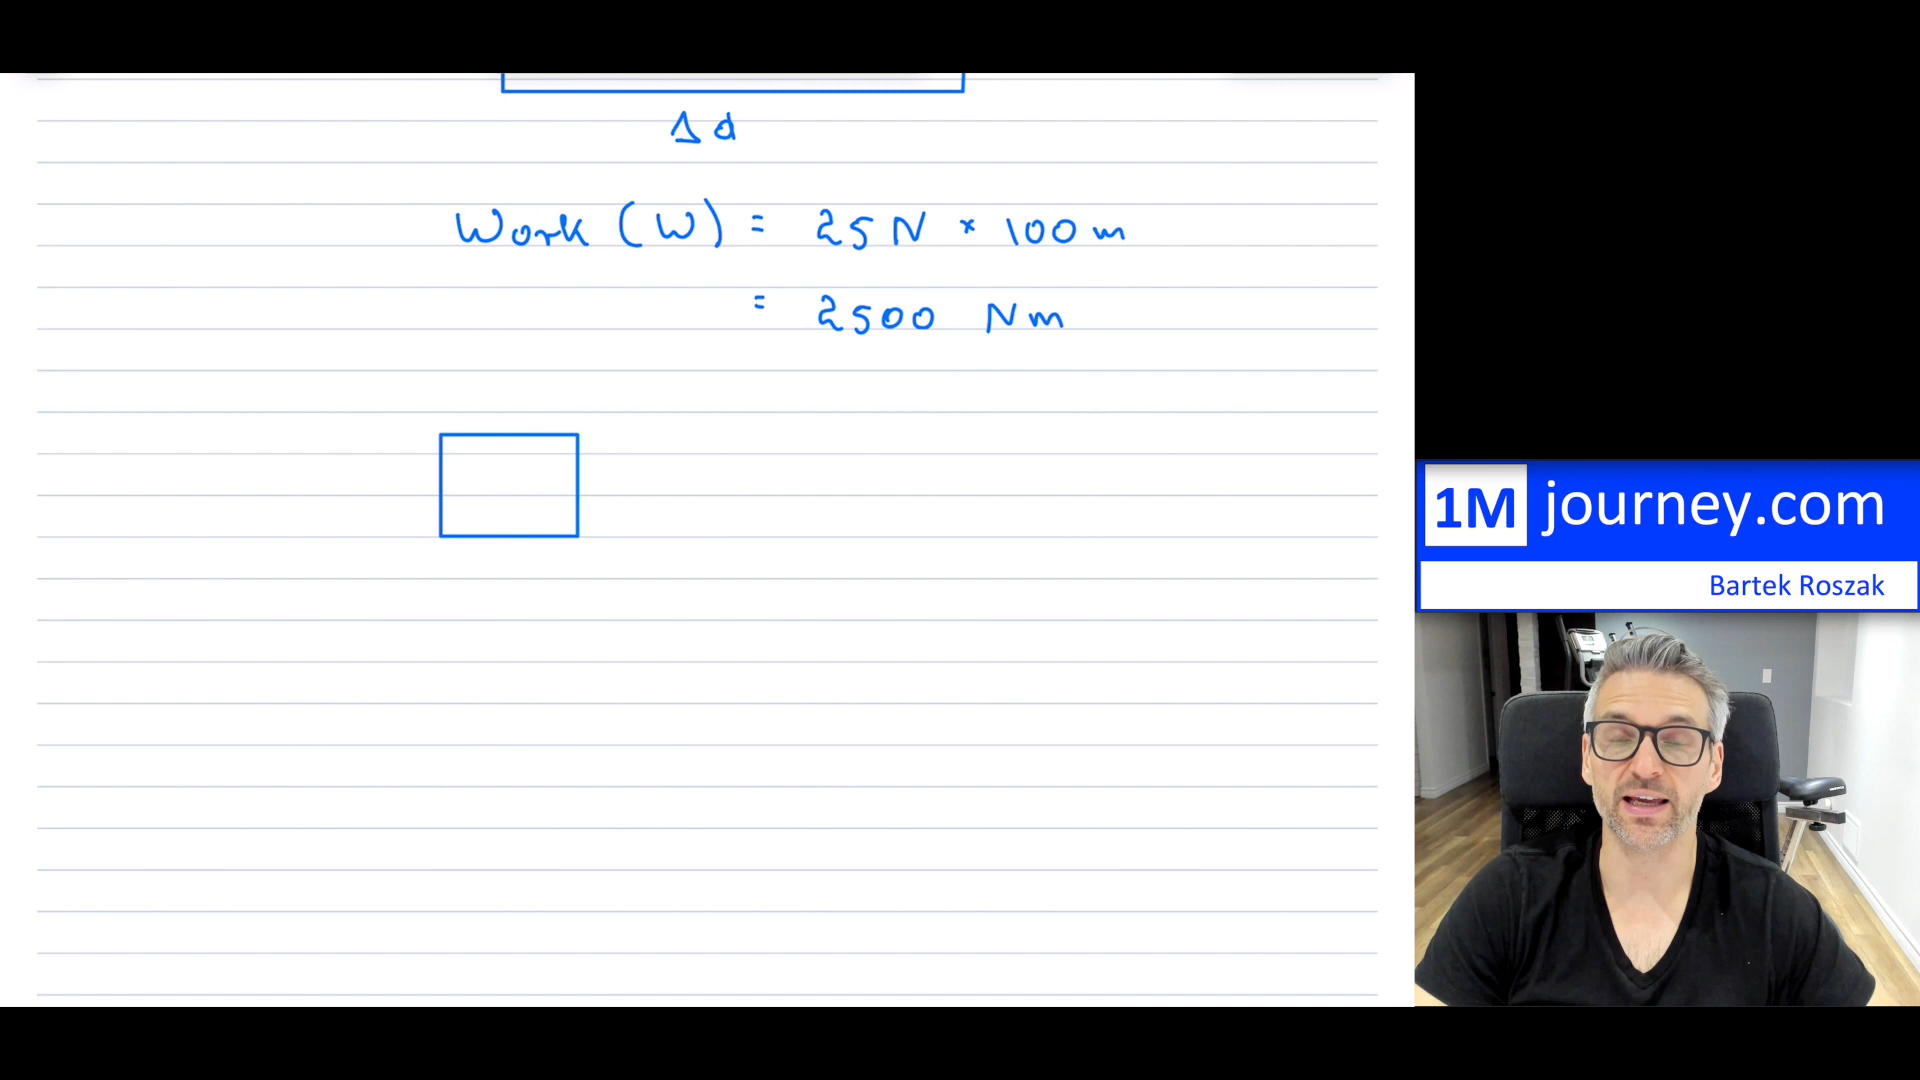 Δd
Work (W) = 25 N × 100 m
= 2500 Nm
1M journey.com
Bartek Roszak